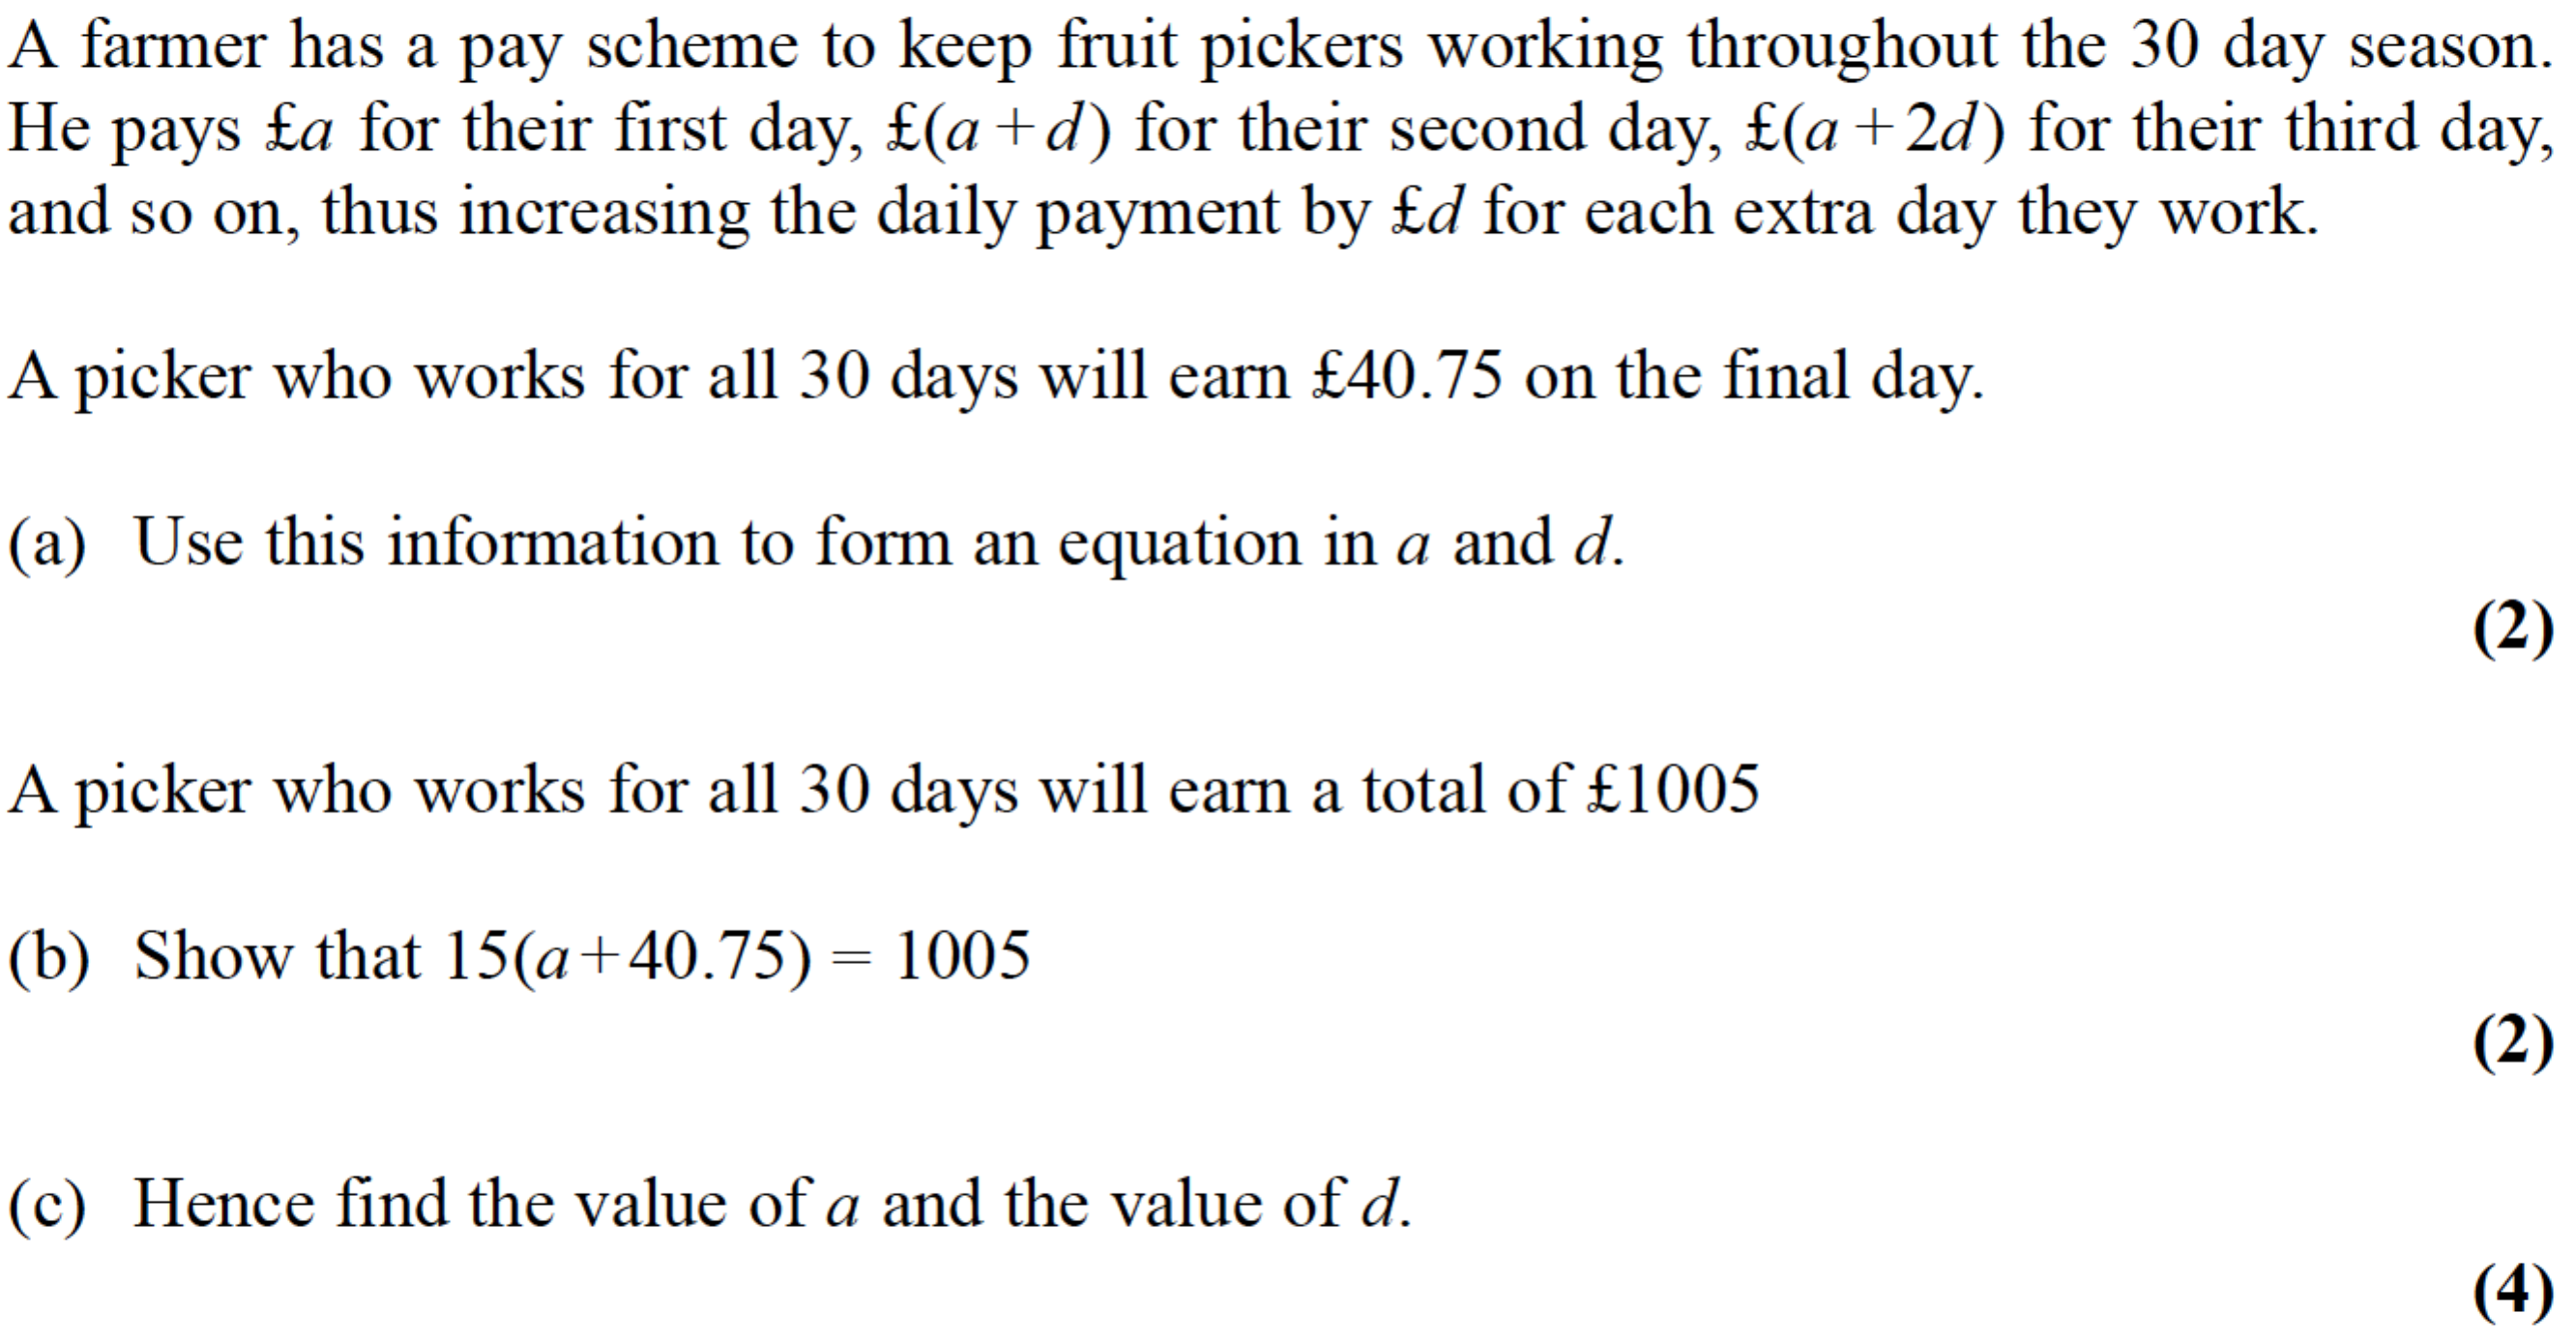 A farmer has a pay scheme to keep fruit pickers working throughout the 30 day season.
He pays £a for their first day, £(a + d) for their second day, £(a + 2d) for their third day,
and so on, thus increasing the daily payment by £d for each extra day they work.
A picker who works for all 30 days will earn £40.75 on the final day.
(a) Use this information to form an equation in a and d.
(2)
A picker who works for all 30 days will earn a total of £1005
(b) Show that 15(a + 40.75) = 1005
(2)
(c) Hence find the value of a and the value of d.
(4)